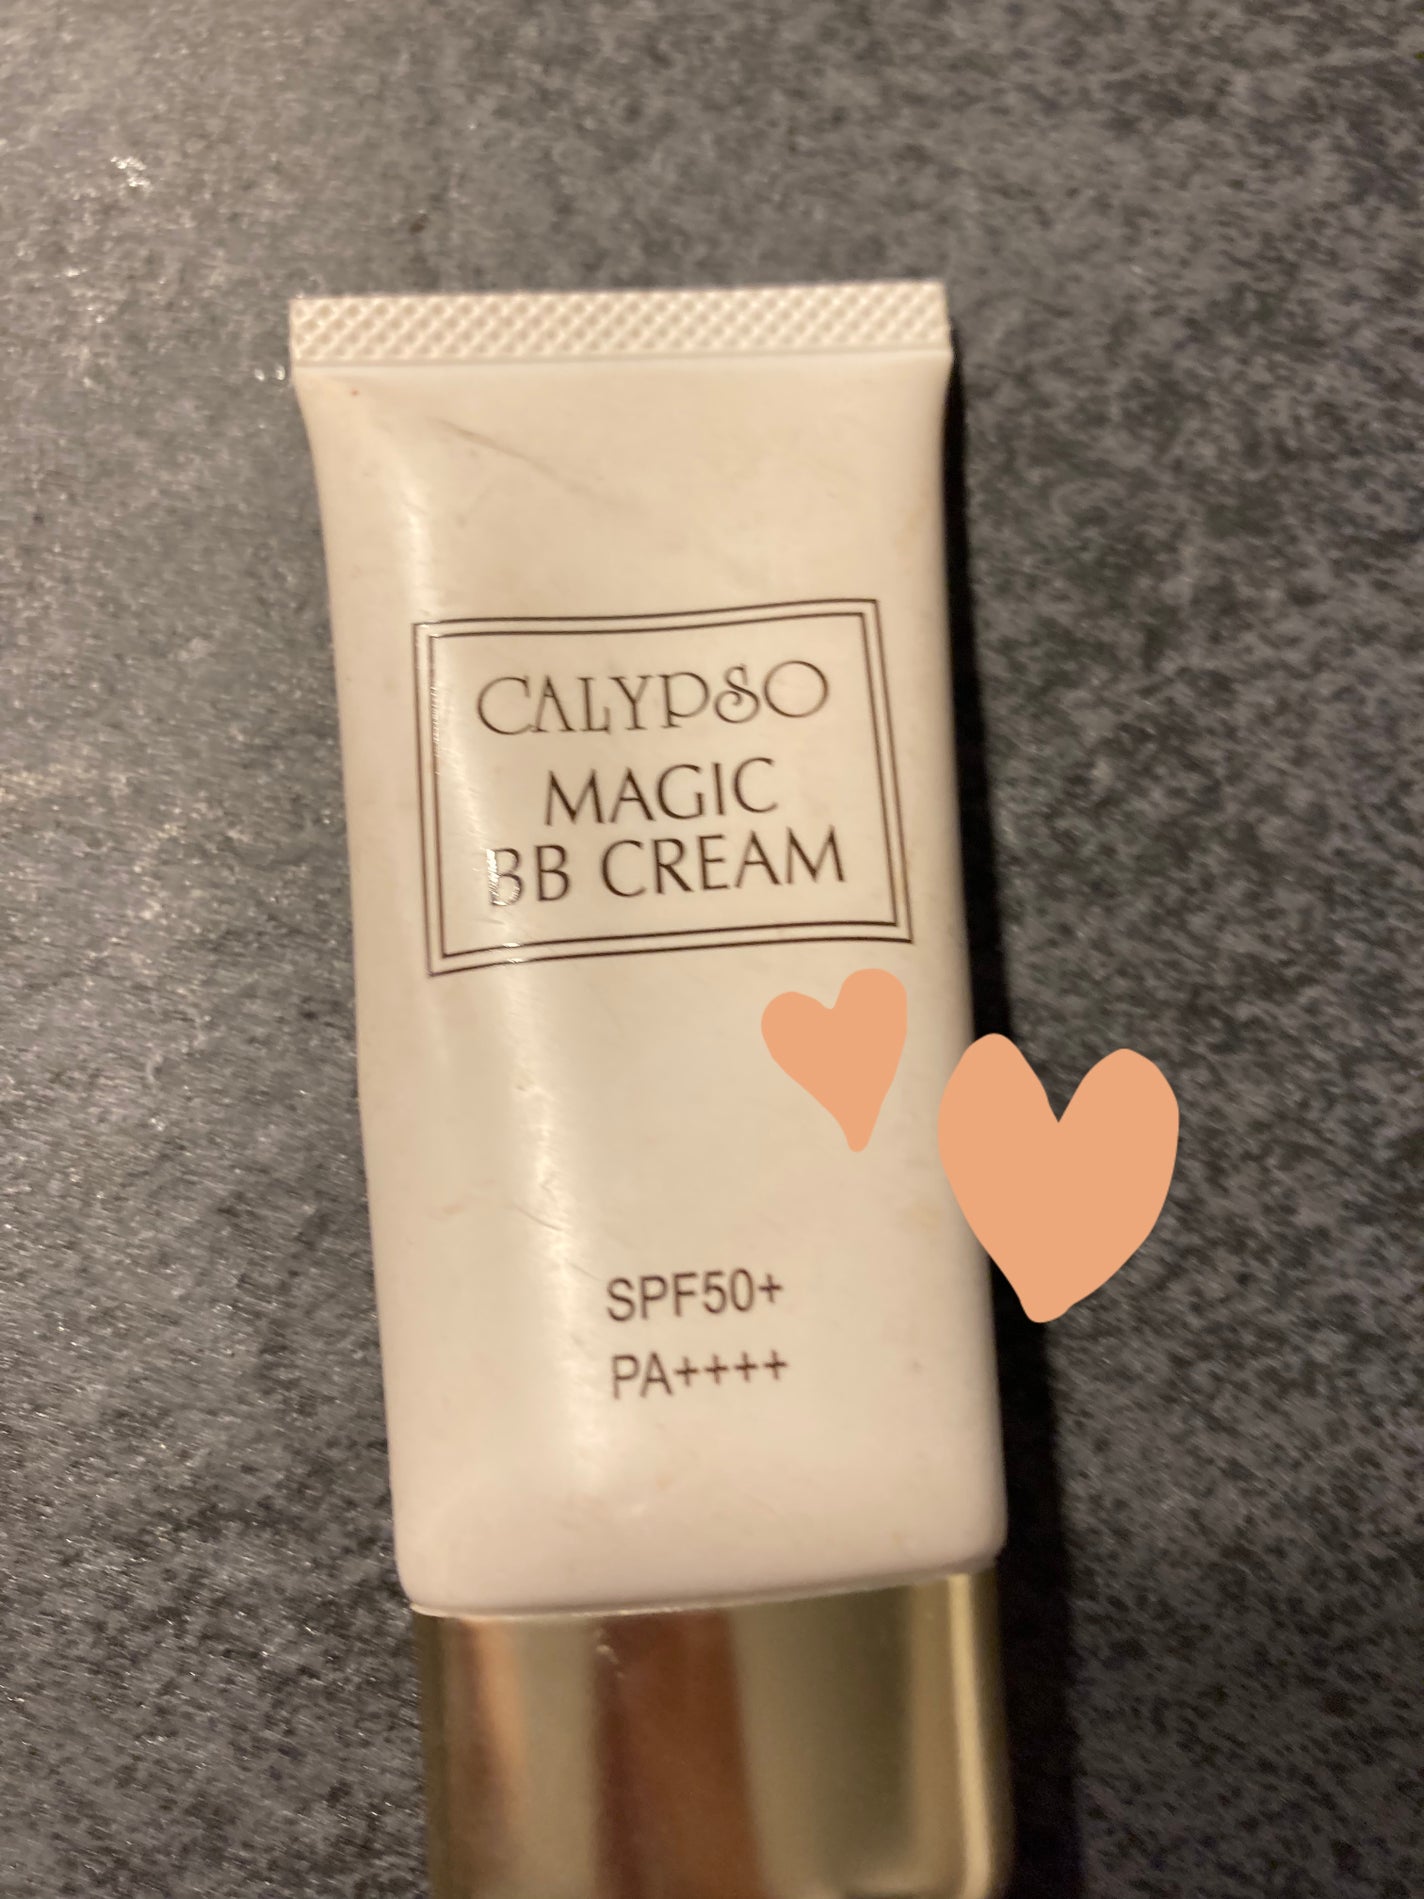 CALYPSO
MAGIC
BB CREAM
SPF50+
PA++++